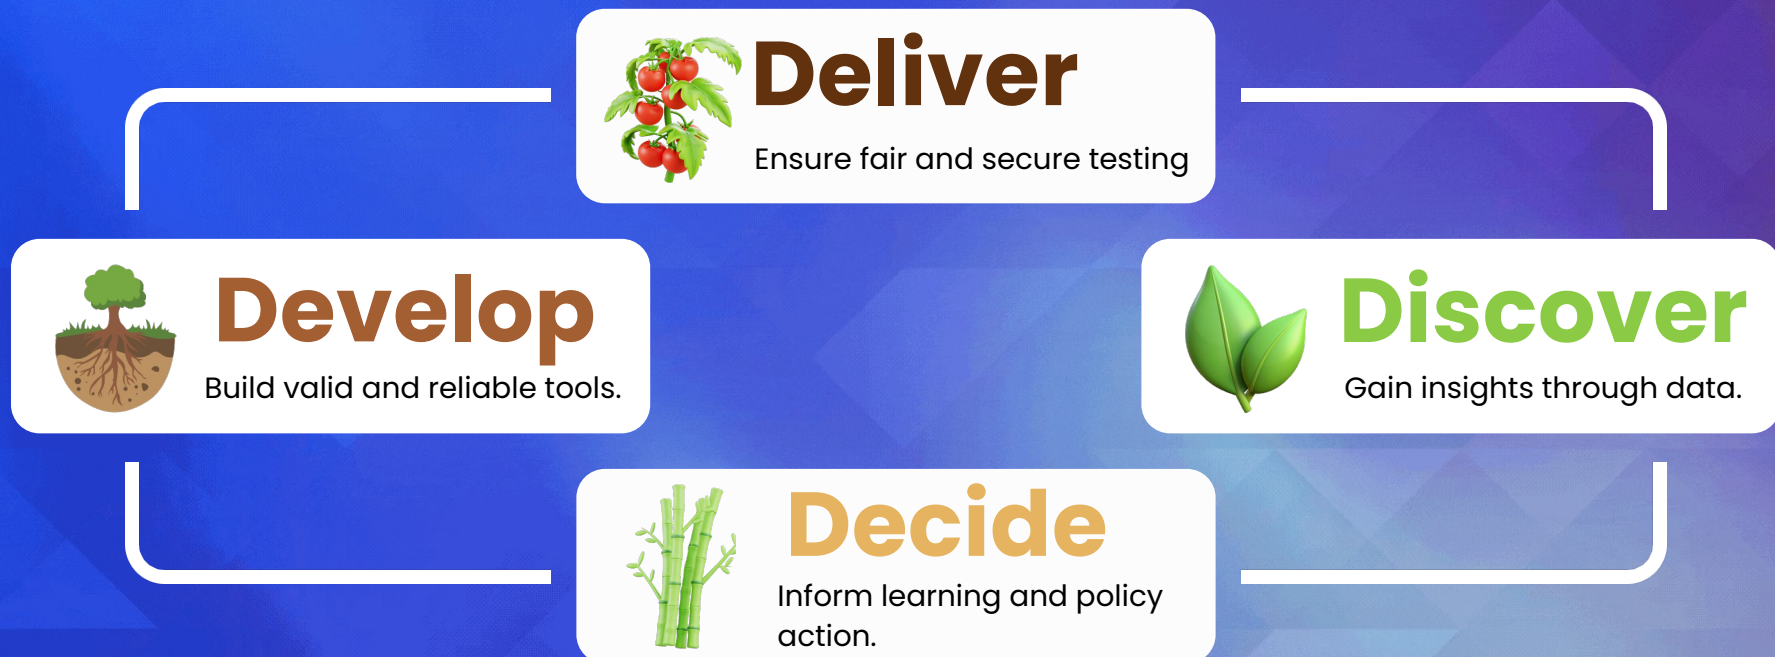 Deliver
Ensure fair and secure testing
Develop
Build valid and reliable tools.
Discover
Gain insights through data.
Decide
Inform learning and policy
action.